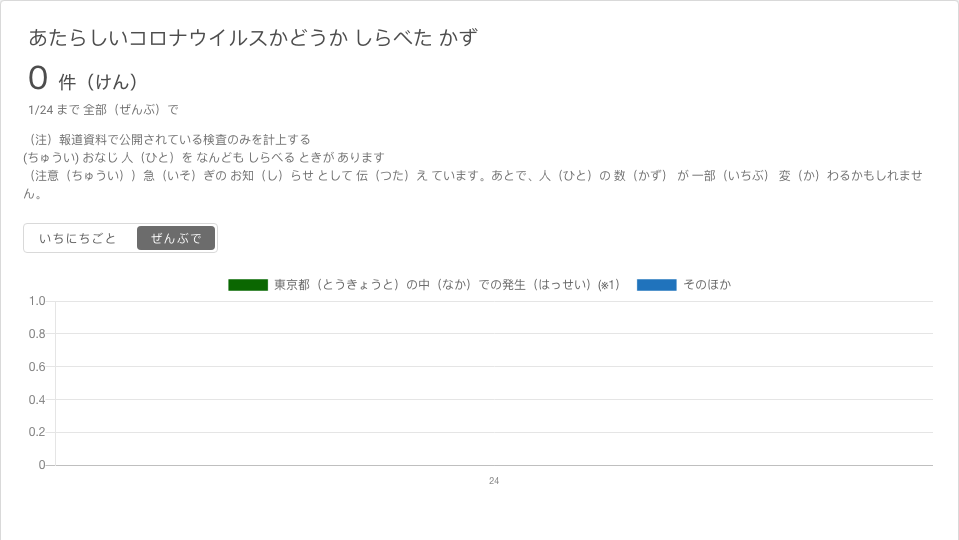 あたらしいコロナウイルスかどうか しらべた かず
0 件（けん）
1/24 まで 全部（ぜんぶ）で
（注）報道資料で公開されている検査のみを計上する
(ちゅうい) おなじ 人（ひと）を なんども しらべる ときが あります
（注意（ちゅうい））急（いそ）ぎの お知（し）らせ として 伝（つた）え ています。あとで、人（ひと）の 数（かず） が 一部（いちぶ） 変（か）わるかもしれませ
ん。
いちにちごと ぜんぶで
東京都（とうきょうと）の中（なか）での発生（はっせい）(※1) そのほか
1.0
0.8
0.6
0.4
0.2
0
24